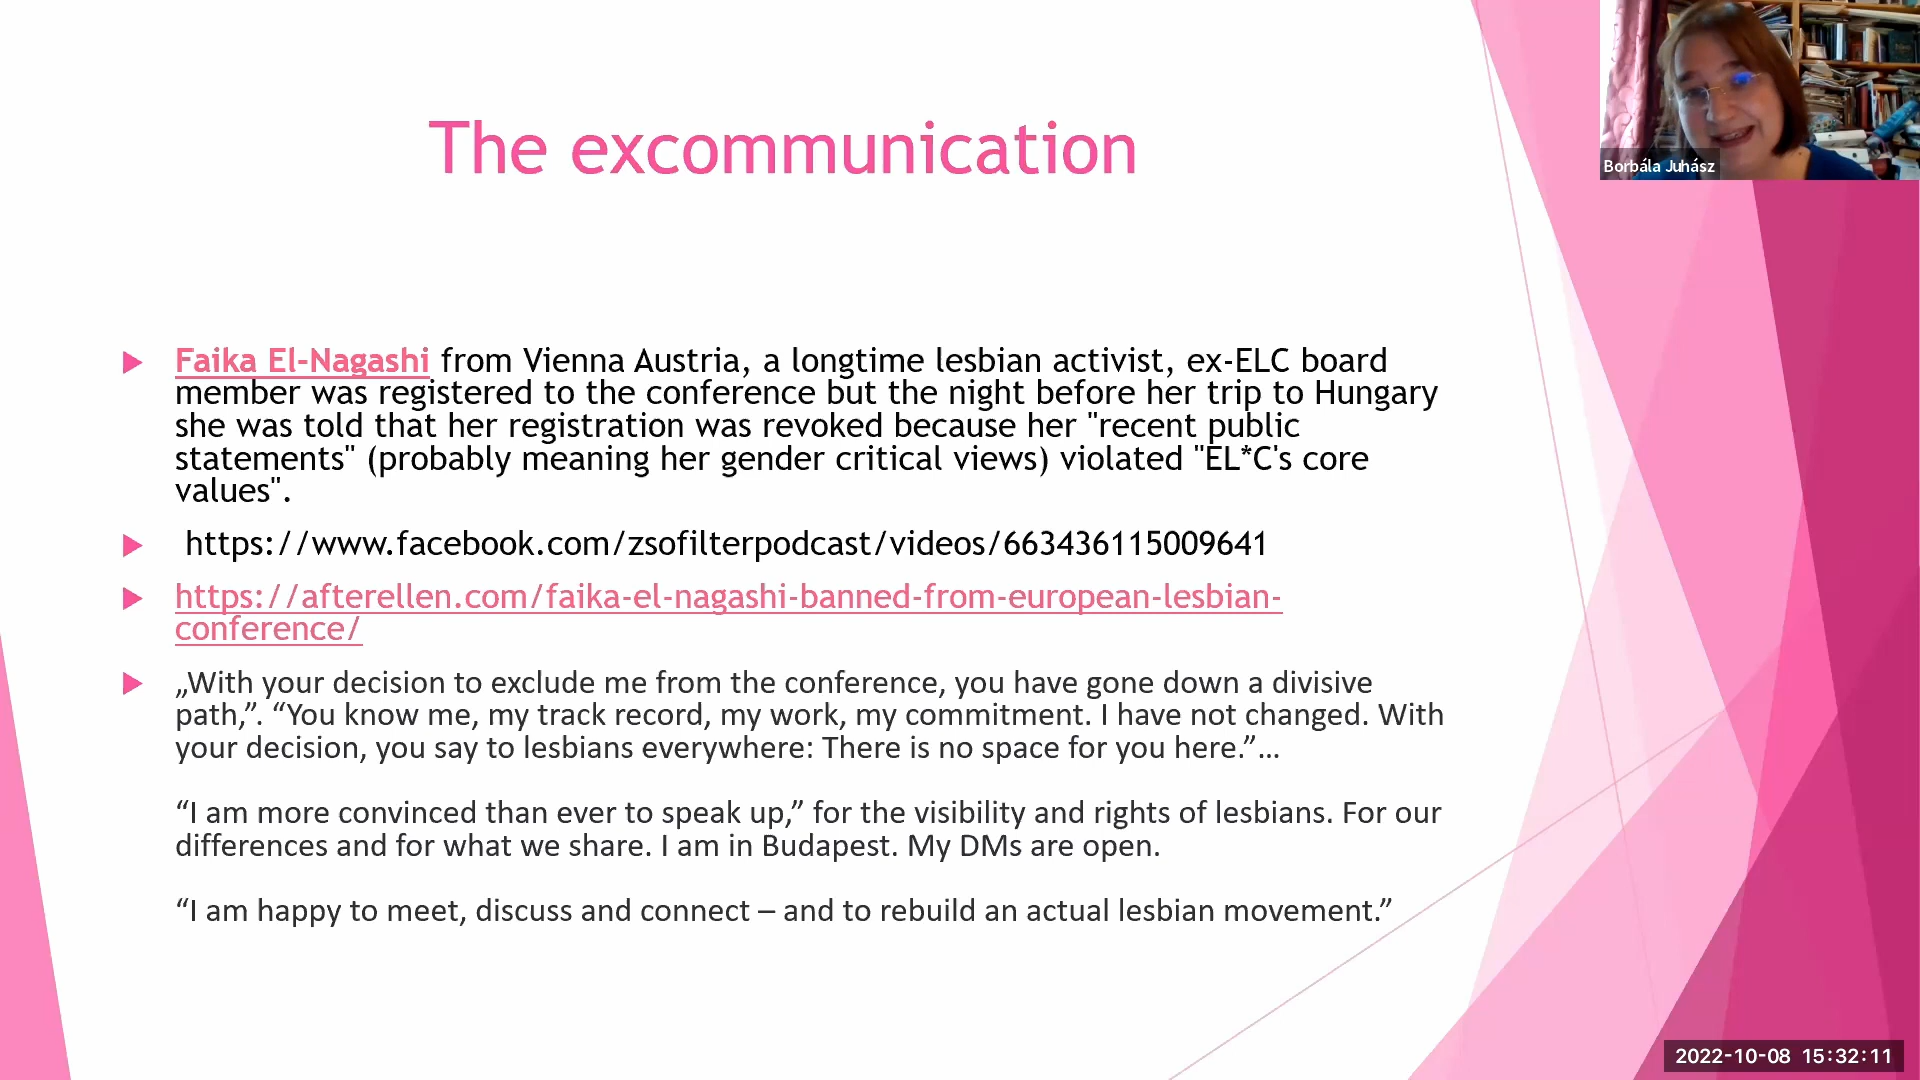 The excommunication
Borbála Juhász
Faika El-Nagashi from Vienna Austria, a longtime lesbian activist, ex-ELC board
member was registered to the conference but the night before her trip to Hungary
she was told that her registration was revoked because her "recent public
statements" (probably meaning her gender critical views) violated "EL*C's core
values".
https://www.facebook.com/zsofilterpodcast/videos/663436115009641
https://afterellen.com/faika-el-nagashi-banned-from-european-lesbian-
conference/
„With your decision to exclude me from the conference, you have gone down a divisive
path,”. “You know me, my track record, my work, my commitment. I have not changed. With
your decision, you say to lesbians everywhere: There is no space for you here.”…
“I am more convinced than ever to speak up,” for the visibility and rights of lesbians. For our
differences and for what we share. I am in Budapest. My DMs are open.
“I am happy to meet, discuss and connect – and to rebuild an actual lesbian movement.”
2022-10-08 15:32:11